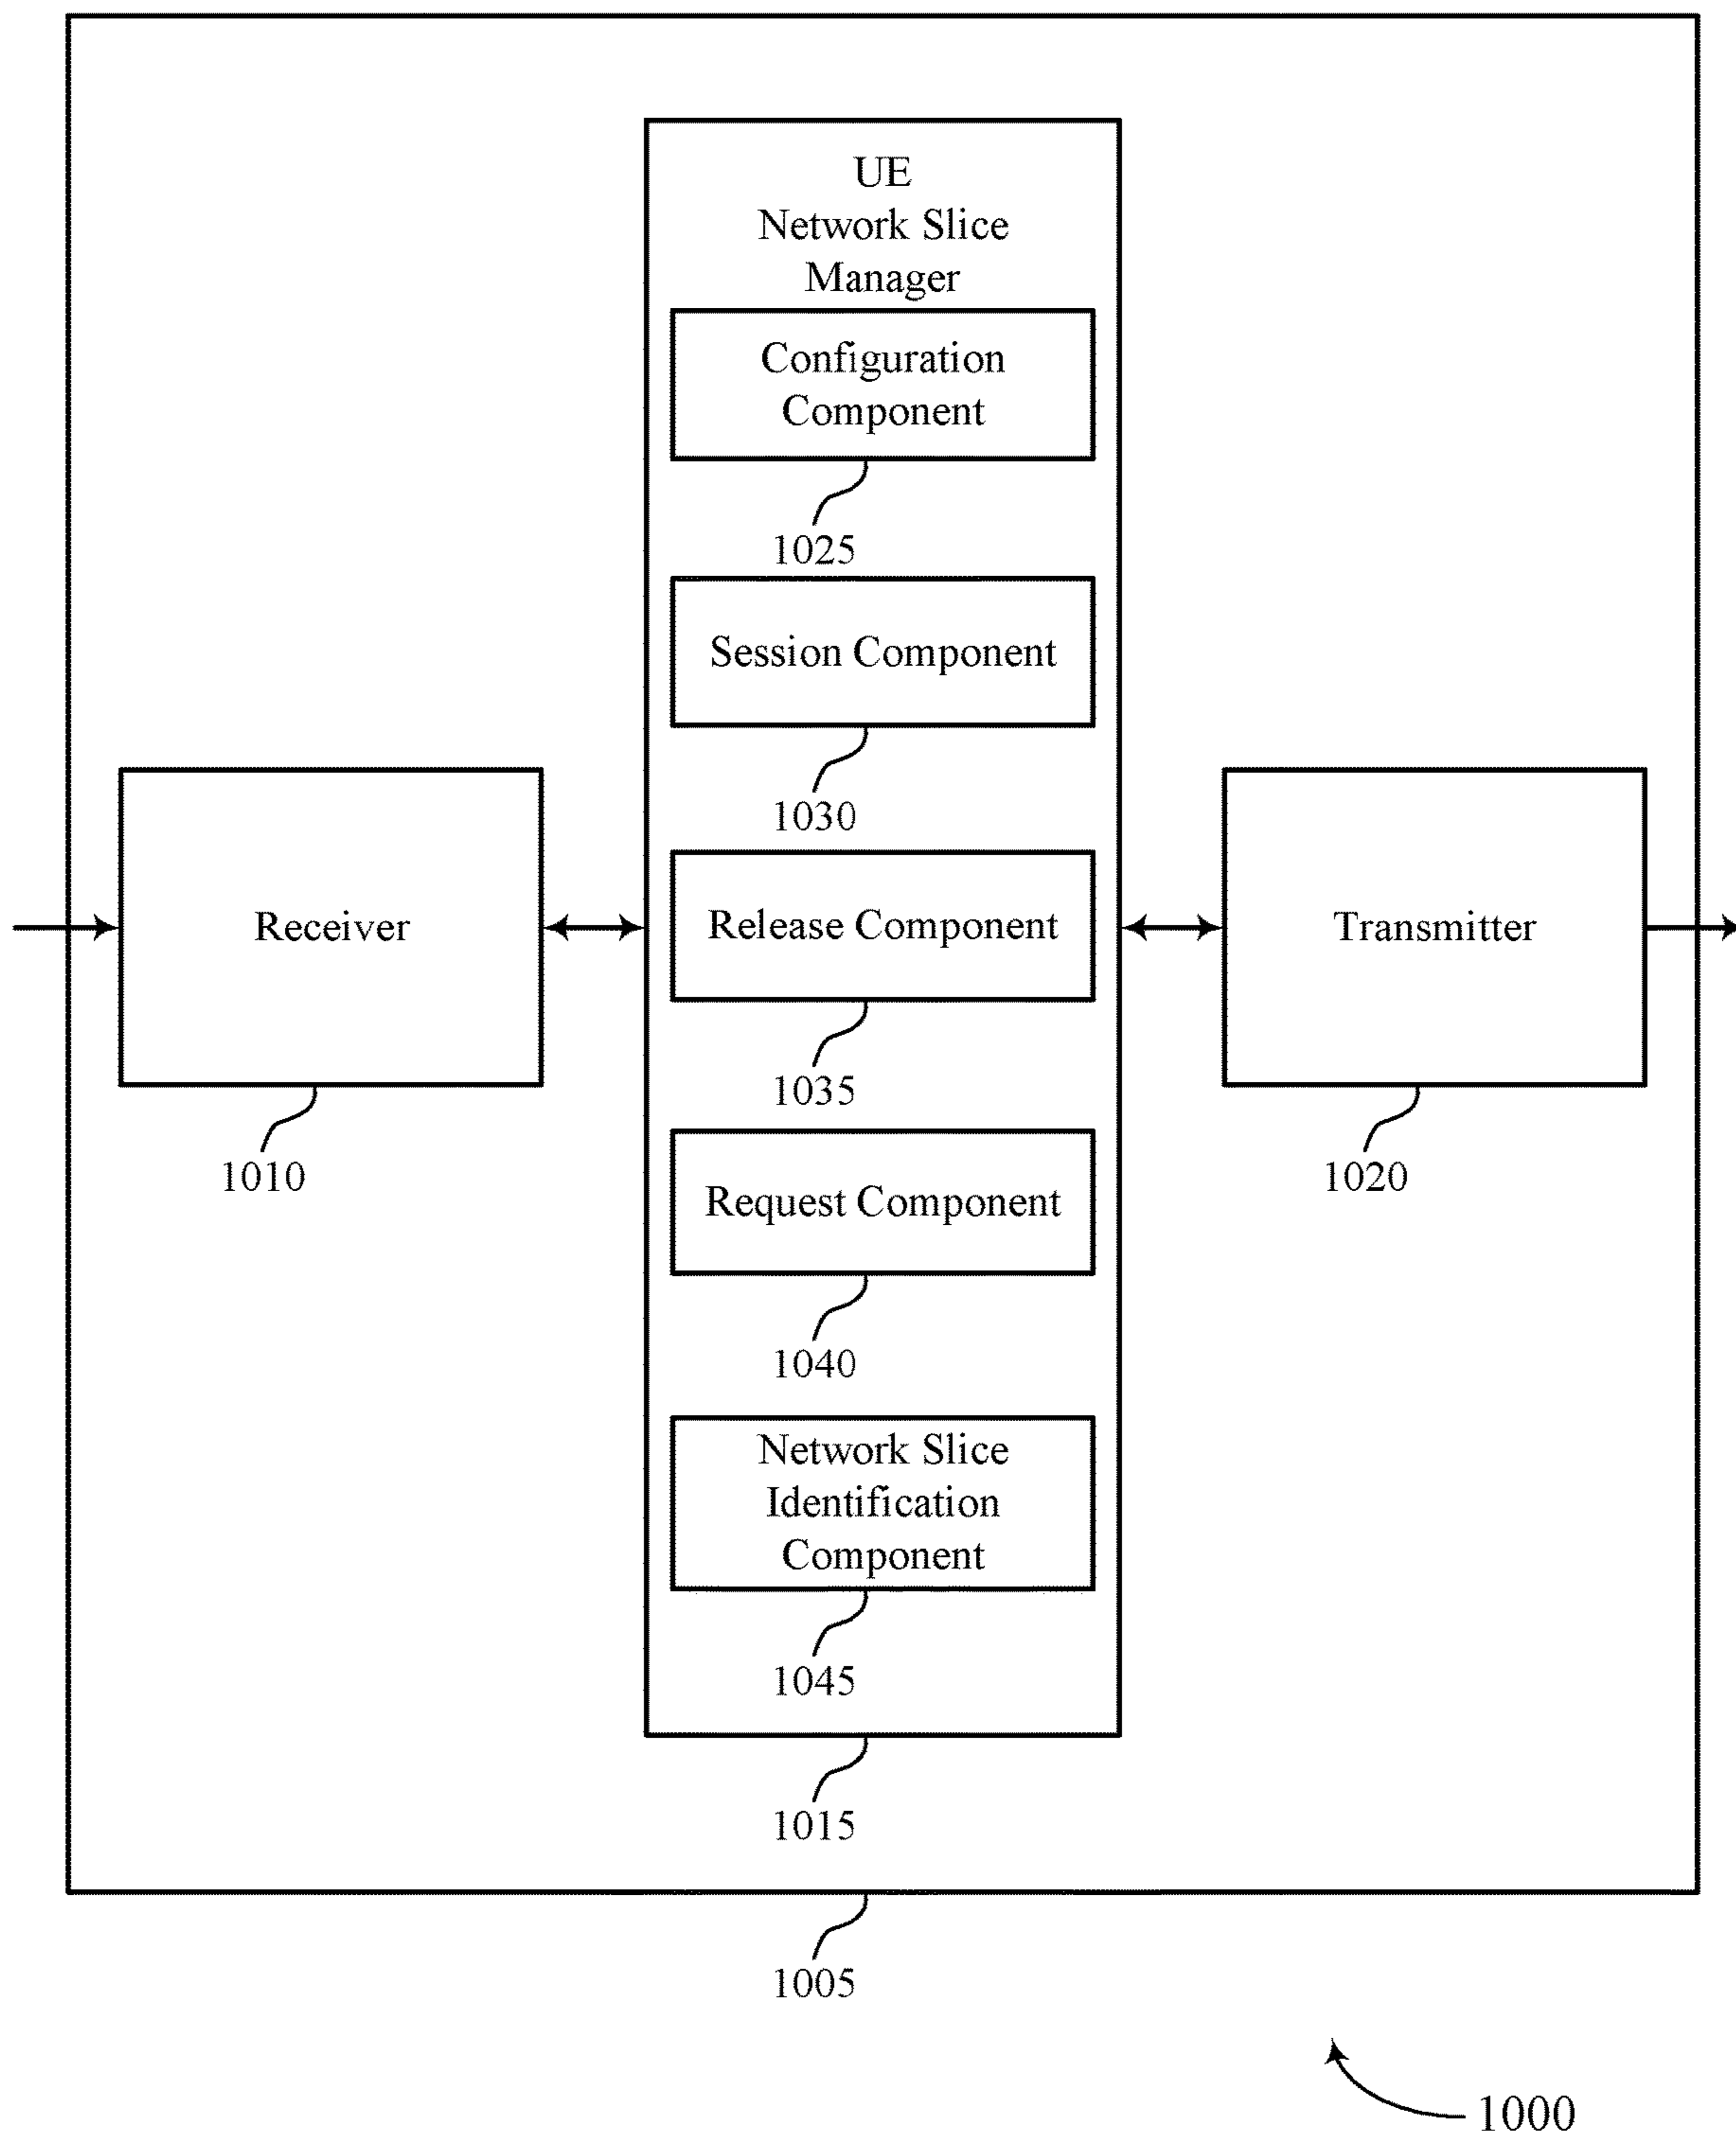 UE
Network Slice
Manager
Configuration
Component
1025
Session Component
1030
Receiver
1010
Release Component
1035
Transmitter
1020
Request Component
1040
Network Slice
Identification
Component
1045
1015
1005
1000